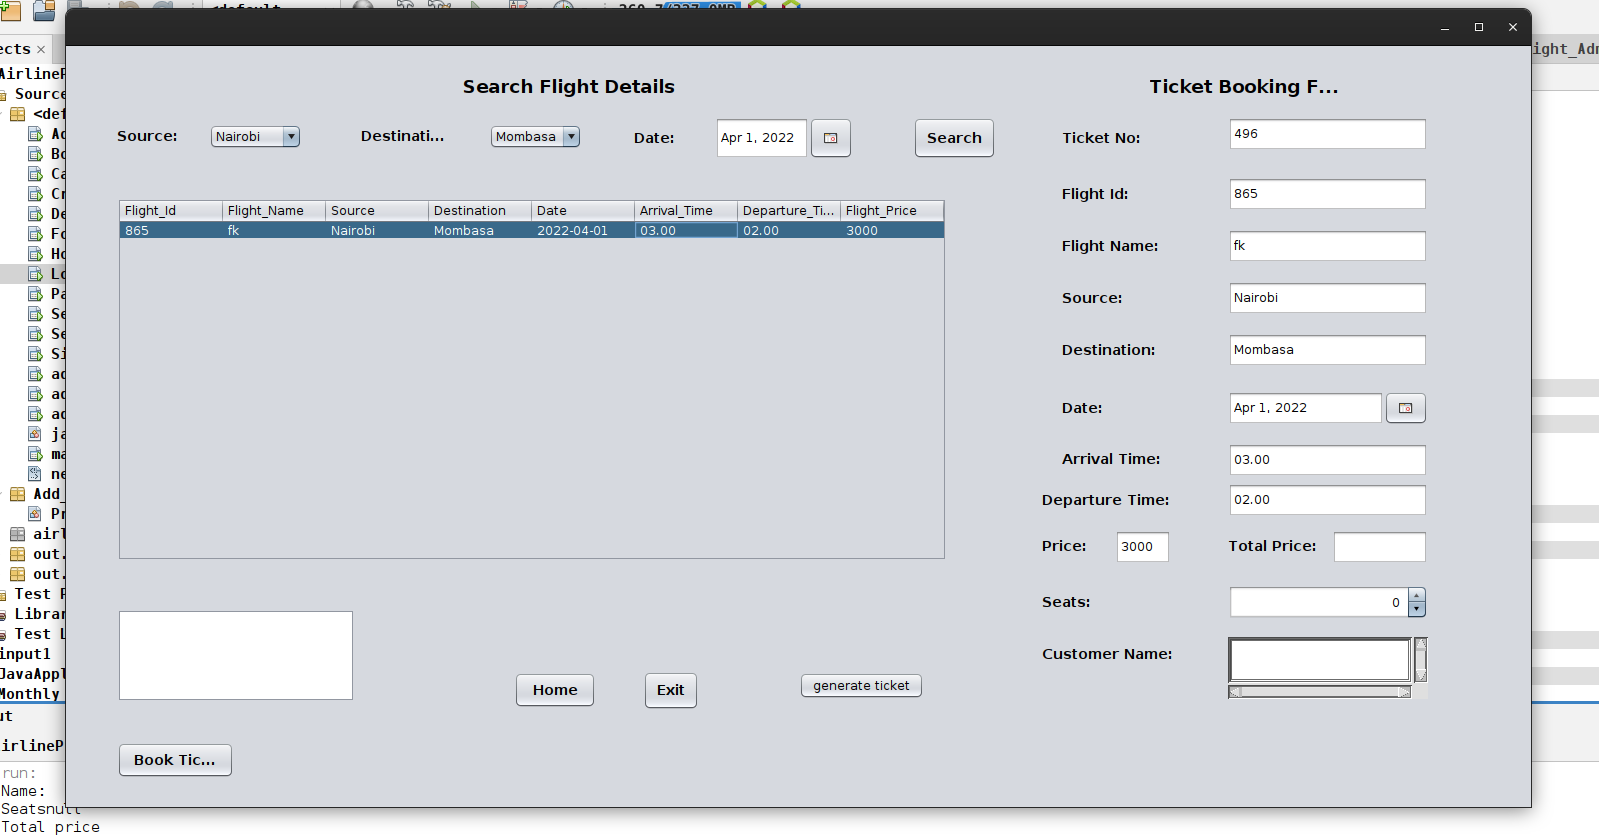 <default
360.7/327.0MB
ects ×
ight_Adm
AirlineP
Source
<def
Ac
Bo
Ca
Cr
De
Fo
Ho
Lo
Pa
Se
Se
Si
ad
ad
ad
ja
ma
ne
Add_
Pr
airl
out.
out.
Test P
Librar
Test L
input1
JavaAppl
Monthly
ut
irlineP
run:
Name:
Seatsnull
Total price
Search Flight Details
Source: Nairobi Destinati... Mombasa Date: Apr 1, 2022 Search
Flight_Id Flight_Name Source Destination Date Arrival_Time Departure_Ti... Flight_Price
865 fk Nairobi Mombasa 2022-04-01 03.00 02.00 3000
Home Exit generate ticket
Book Tic...
Ticket Booking F...
Ticket No: 496
Flight Id: 865
Flight Name: fk
Source: Nairobi
Destination: Mombasa
Date: Apr 1, 2022
Arrival Time: 03.00
Departure Time: 02.00
Price: 3000 Total Price:
Seats: 0
Customer Name: